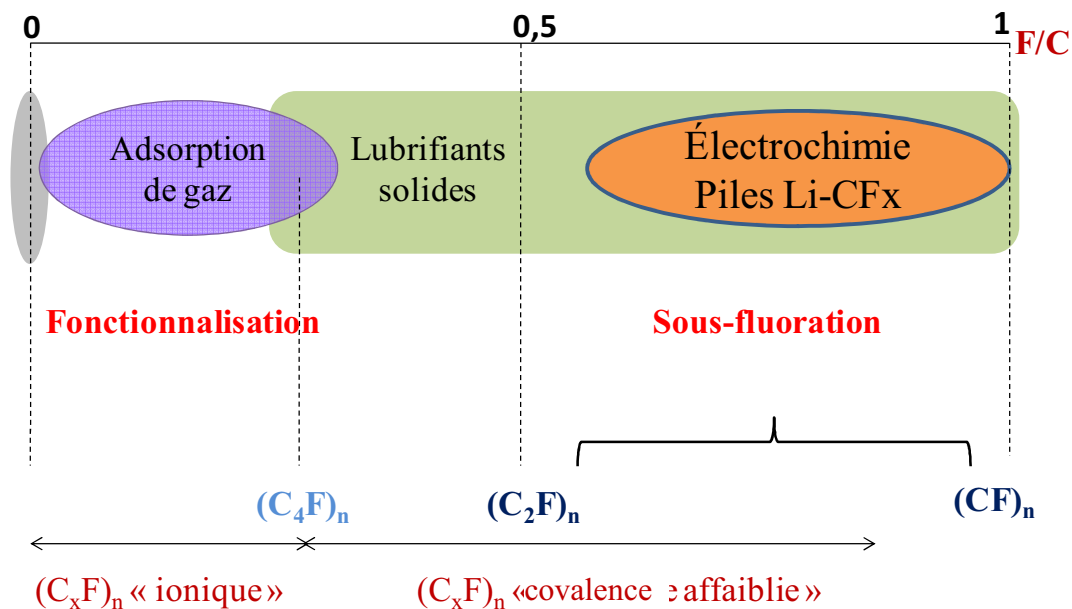 0 0,5 1
F/C
Adsorption
de gaz
Lubrifiants
solides
Électrochimie
Piles Li-CFx
Fonctionnalisation
Sous-fluoration
(C₄F)ₙ (C₂F)ₙ (CF)ₙ
(CₓF)ₙ « ionique » (CₓF)ₙ «covalence e affaiblie »